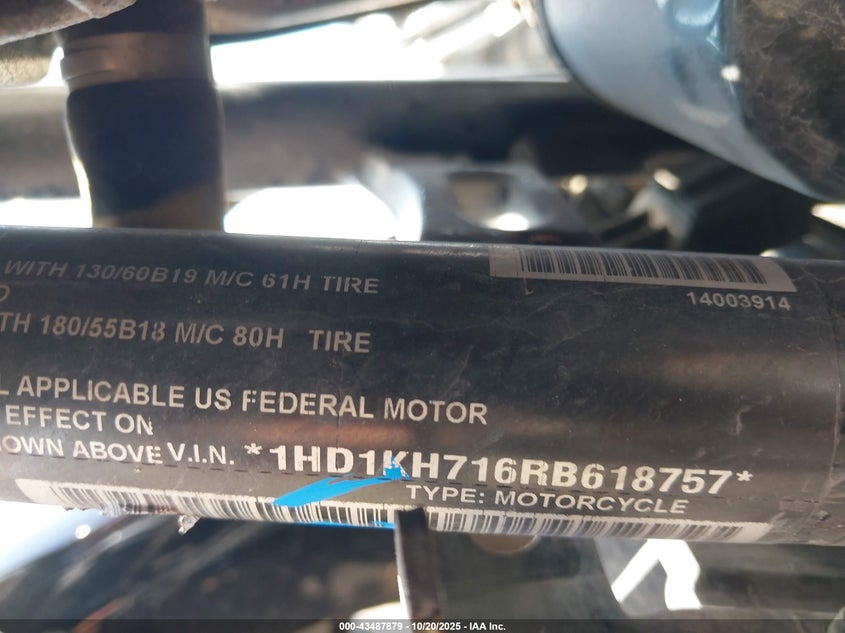 WITH 130/60B19 M/C 61H TIRE
14003914
TH 180/55B18 M/C 80H TIRE
L APPLICABLE US FEDERAL MOTOR
EFFECT ON
OWN ABOVE V.I.N. *1HD1KH716RB618757*
TYPE: MOTORCYCLE
000-43487879 - 10/20/2025 - IAA Inc.